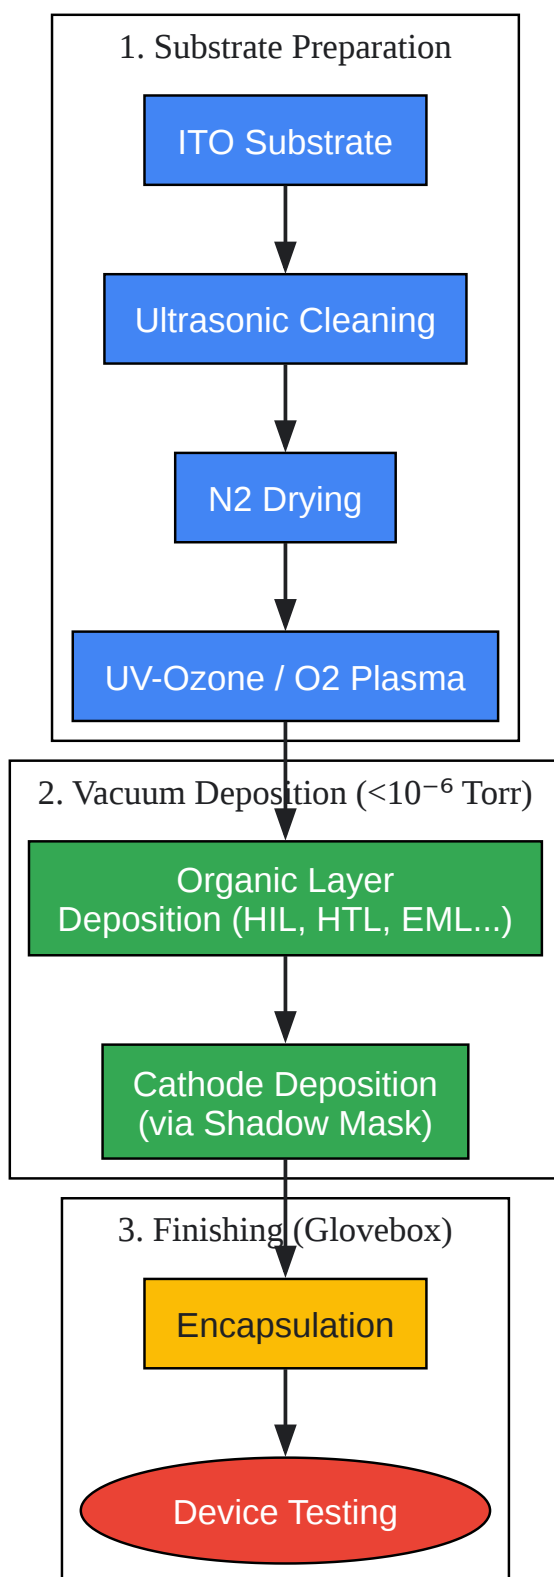 1. Substrate Preparation
ITO Substrate
Ultrasonic Cleaning
N2 Drying
UV-Ozone / O2 Plasma
2. Vacuum Deposition (<10⁻⁶ Torr)
Organic Layer
Deposition (HIL, HTL, EML...)
Cathode Deposition
(via Shadow Mask)
3. Finishing (Glovebox)
Encapsulation
Device Testing